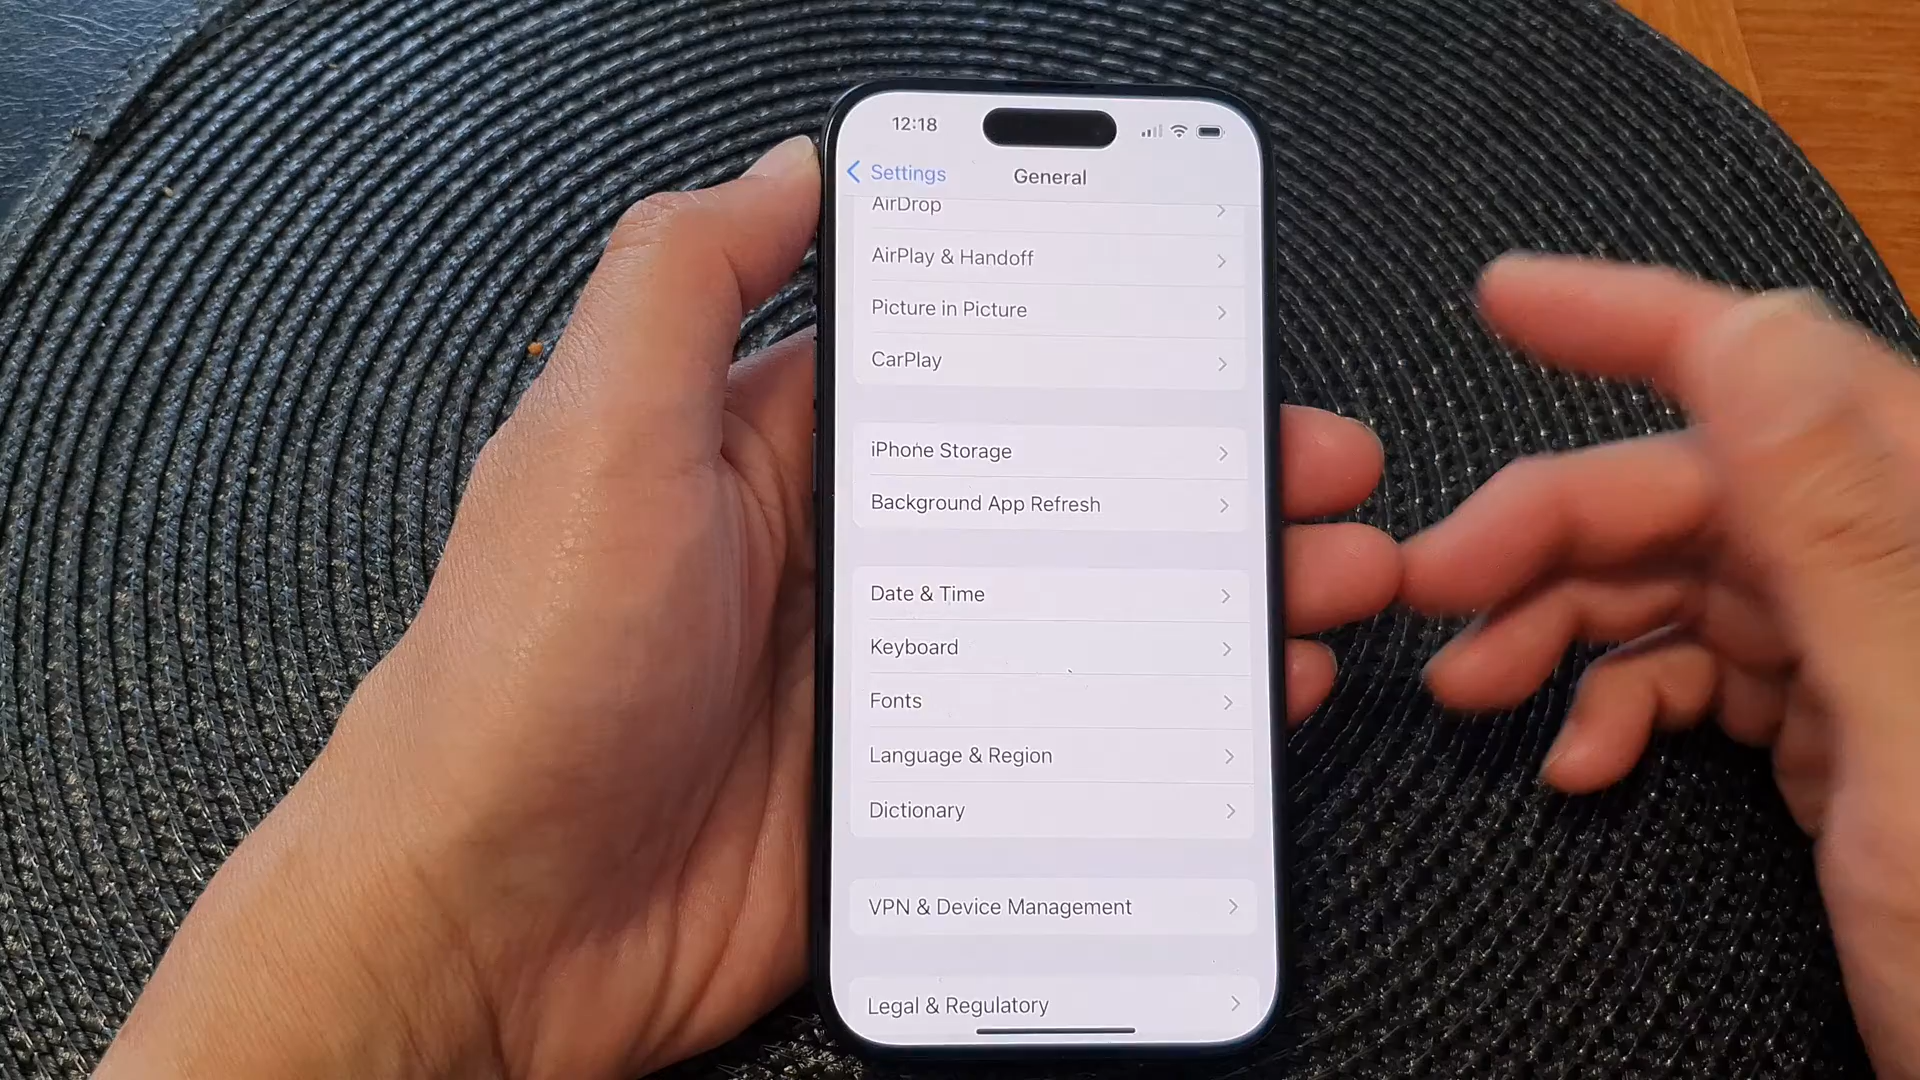 12:18
Settings
General
AirDrop
AirPlay & Handoff
Picture in Picture
CarPlay
iPhone Storage
Background App Refresh
Date & Time
Keyboard
Fonts
Language & Region
Dictionary
VPN & Device Management
Legal & Regulatory